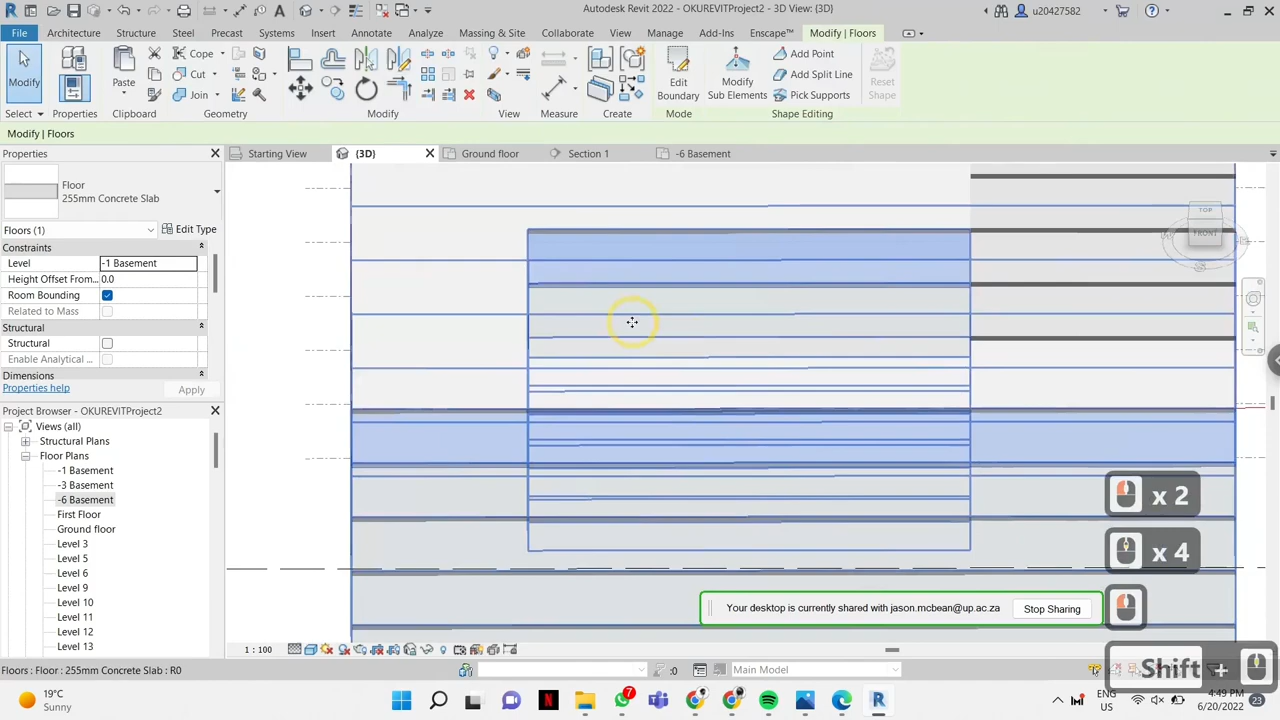 Autodesk Revit 2022 - OKUREVITProject2 - 3D View: {3D}
u20427582
File Architecture Structure Steel Precast Systems Insert Annotate Analyze Massing & Site Collaborate View Manage Add-Ins Enscape™ Modify | Floors
Modify
Paste
Cope
Cut
Join
Edit
Boundary
Modify
Sub Elements
Add Point
Add Split Line
Pick Supports
Reset
Shape
Select Properties Clipboard Geometry Modify View Measure Create Mode Shape Editing
Modify | Floors
Properties
Starting View {3D} Ground floor Section 1 -6 Basement
Floor
255mm Concrete Slab
Floors (1) Edit Type
Constraints
Level -1 Basement
Height Offset From... 0.0
Room Bounding
Related to Mass
Structural
Structural
Enable Analytical ...
Dimensions
Properties help Apply
Project Browser - OKUREVITProject2
Views (all)
Structural Plans
Floor Plans
-1 Basement
-3 Basement
-6 Basement
First Floor
Ground floor
Level 3
Level 5
Level 6
Level 9
Level 10
Level 11
Level 12
Level 13
TOP
FRONT
x 2
x 4
Your desktop is currently shared with jason.mcbean@up.ac.za Stop Sharing
Shift +
1 : 100
Floors : Floor : 255mm Concrete Slab : R0
:0
Main Model
19°C
Sunny
7
ENG
US
4:49 PM
6/20/2022
23